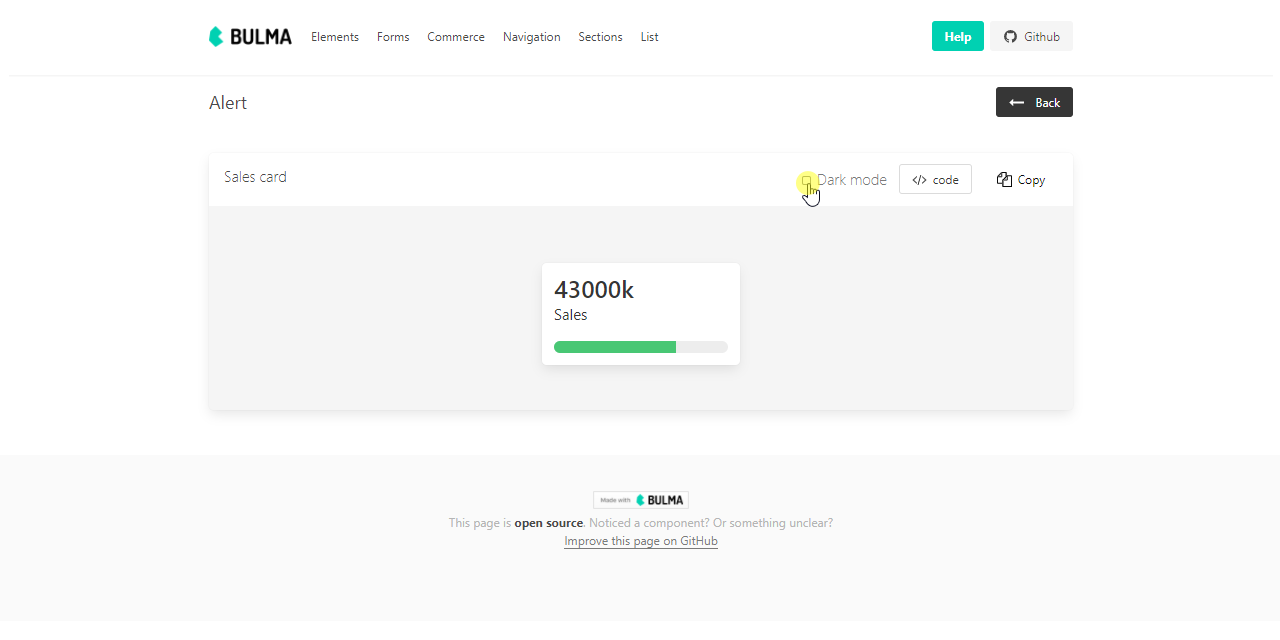 BULMA Elements Forms Commerce Navigation Sections List Help Github
Alert Back
Sales card Dark mode </> code Copy
43000k
Sales
Made with BULMA
This page is open source. Noticed a component? Or something unclear?
Improve this page on GitHub